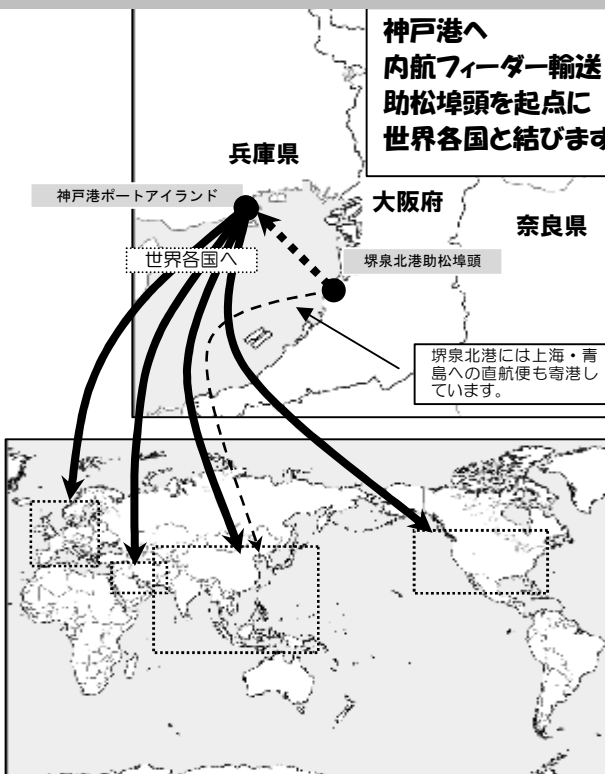 神戸港へ
内航フィーダー輸送
助松埠頭を起点に
世界各国と結びます
兵庫県
神戸港ポートアイランド
大阪府
奈良県
世界各国へ
堺泉北港助松埠頭
堺泉北港には上海・青
島への直航便も寄港し
ています。